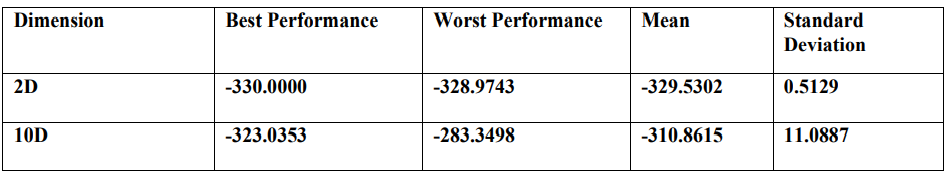 Dimension Best Performance Worst Performance Mean Standard Deviation
2D -330.0000 -328.9743 -329.5302 0.5129
10D -323.0353 -283.3498 -310.8615 11.0887